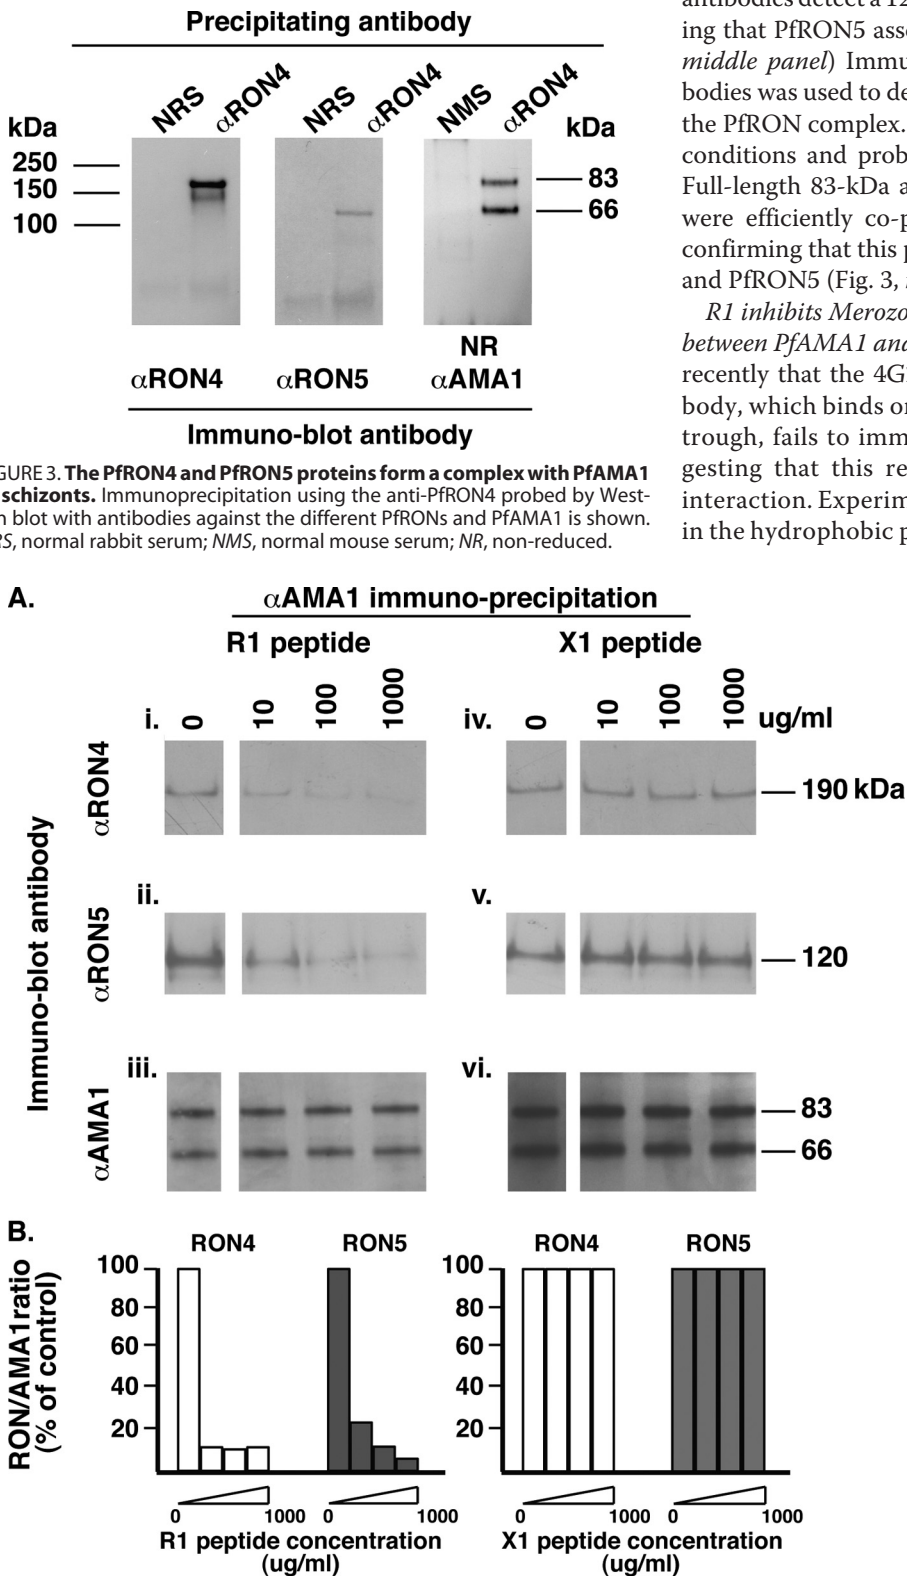 Precipitating antibody
NRS αRON4 NRS αRON4 NMS αRON4
kDa kDa
250
150
100
83
66
αRON4 αRON5 NR
αAMA1
Immuno-blot antibody
GURE 3. The PfRON4 and PfRON5 proteins form a complex with PfAMA1
schizonts. Immunoprecipitation using the anti-PfRON4 probed by West-
n blot with antibodies against the different PfRONs and PfAMA1 is shown.
RS, normal rabbit serum; NMS, normal mouse serum; NR, non-reduced.
ing that PfRON5 asso
middle panel) Immu
bodies was used to de
the PfRON complex.
conditions and prob
Full-length 83-kDa a
were efficiently co-p
confirming that this p
and PfRON5 (Fig. 3,
R1 inhibits Merozo
between PfAMA1 and
recently that the 4G
body, which binds or
trough, fails to imm
gesting that this re
interaction. Experim
in the hydrophobic p
A.
αAMA1 immuno-precipitation
R1 peptide X1 peptide
i. 0 10 100 1000 iv. 0 10 100 1000 ug/ml
Immuno-blot antibody
αRON4 190 kDa
ii. v.
αRON5 120
iii. vi.
αAMA1 83
66
B.
RON4 RON5 RON4 RON5
RON/AMA1 ratio
(% of control)
100 100
80 80
60 60
40 40
20 20
0 1000 0 1000 0 1000 0 1000
R1 peptide concentration X1 peptide concentration
(ug/ml) (ug/ml)